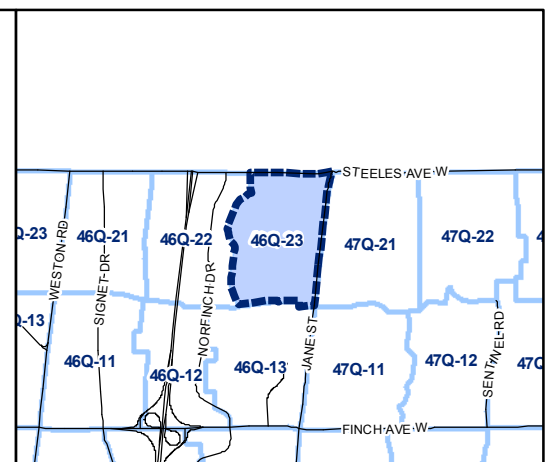 STEELES AVE W
Q-23
WESTON RD
46Q-21
SIGNET DR
46Q-22
NORFINCH DR
46Q-23
47Q-21
47Q-22
4
Q-13
46Q-11
46Q-12
46Q-13
JANE ST
47Q-11
47Q-12
SENTINEL RD
47Q
FINCH AVE W